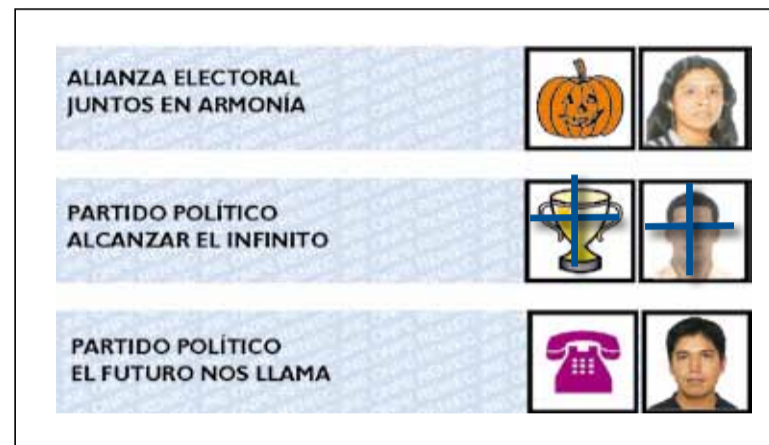 ALIANZA ELECTORAL
JUNTOS EN ARMONÍA
PARTIDO POLÍTICO
ALCANZAR EL INFINITO
PARTIDO POLÍTICO
EL FUTURO NOS LLAMA